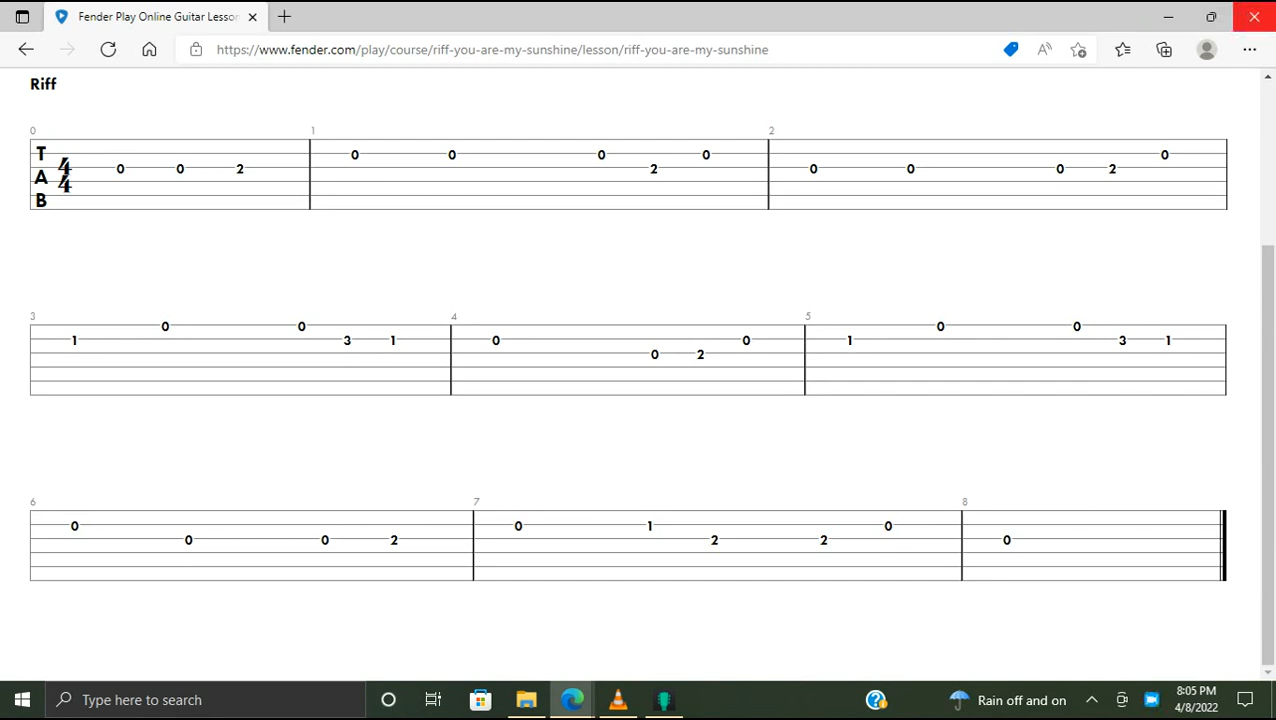 Fender Play Online Guitar Lesson
https://www.fender.com/play/course/riff-you-are-my-sunshine/lesson/riff-you-are-my-sunshine
Riff
0 1 2
T A B 4/4 0 0 2 0 0 0 2 0 0 0 0 2 0
3 4 5
1 0 0 3 1 0 0 2 0 1 0 0 3 1
6 7 8
0 0 0 2 0 1 2 2 0 0
Type here to search
Rain off and on
8:05 PM
4/8/2022